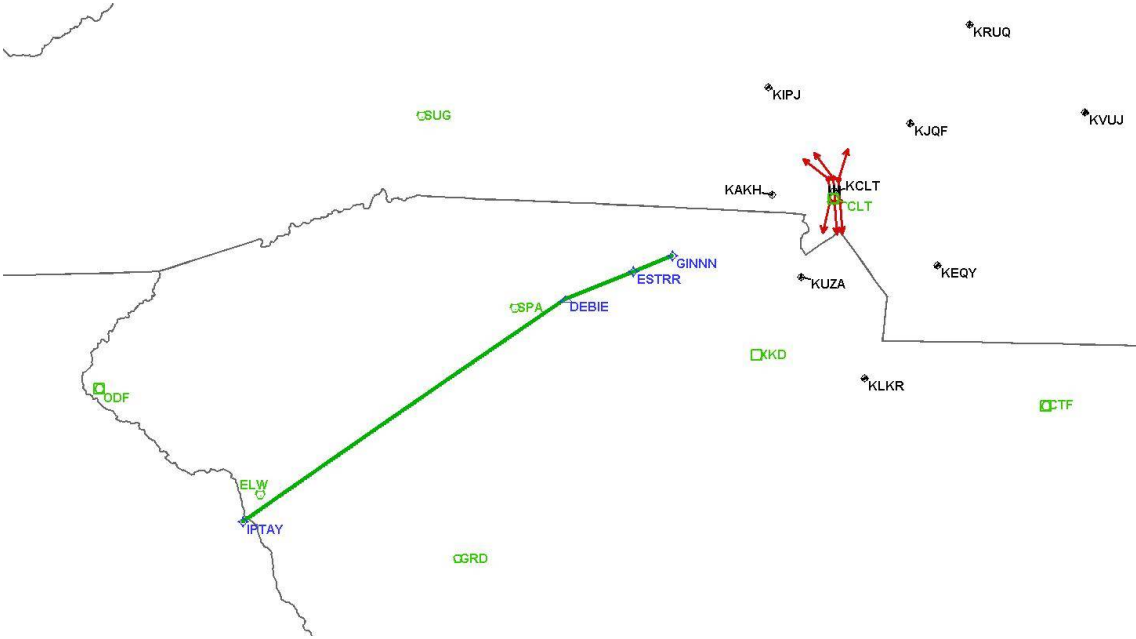 KRUQ
KIPJ
SUG
KVUJ
KJQF
KAKH
KCLT
CLT
GINNN
KEQY
ESTRR
KUZA
SPA
DEBIE
XKD
KLKR
ODF
CTF
ELW
IPTAY
GRD